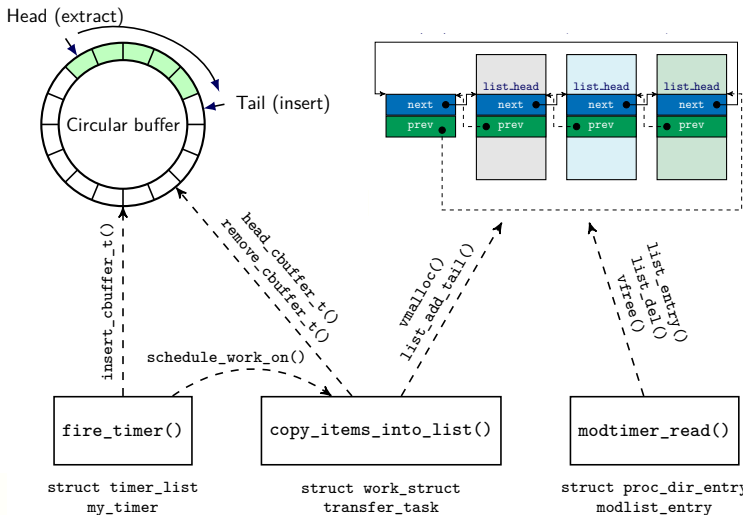 Head (extract)
Tail (insert)
Circular buffer
list_head
list_head
list_head
next
next
next
next
prev
prev
prev
prev
insert_cbuffer_t()
head_cbuffer_t()
remove_cbuffer_t()
vmalloc()
list_add_tail()
list_entry()
list_del()
vfree()
schedule_work_on()
fire_timer()
copy_items_into_list()
modtimer_read()
struct timer_list
my_timer
struct work_struct
transfer_task
struct proc_dir_entry
modlist_entry